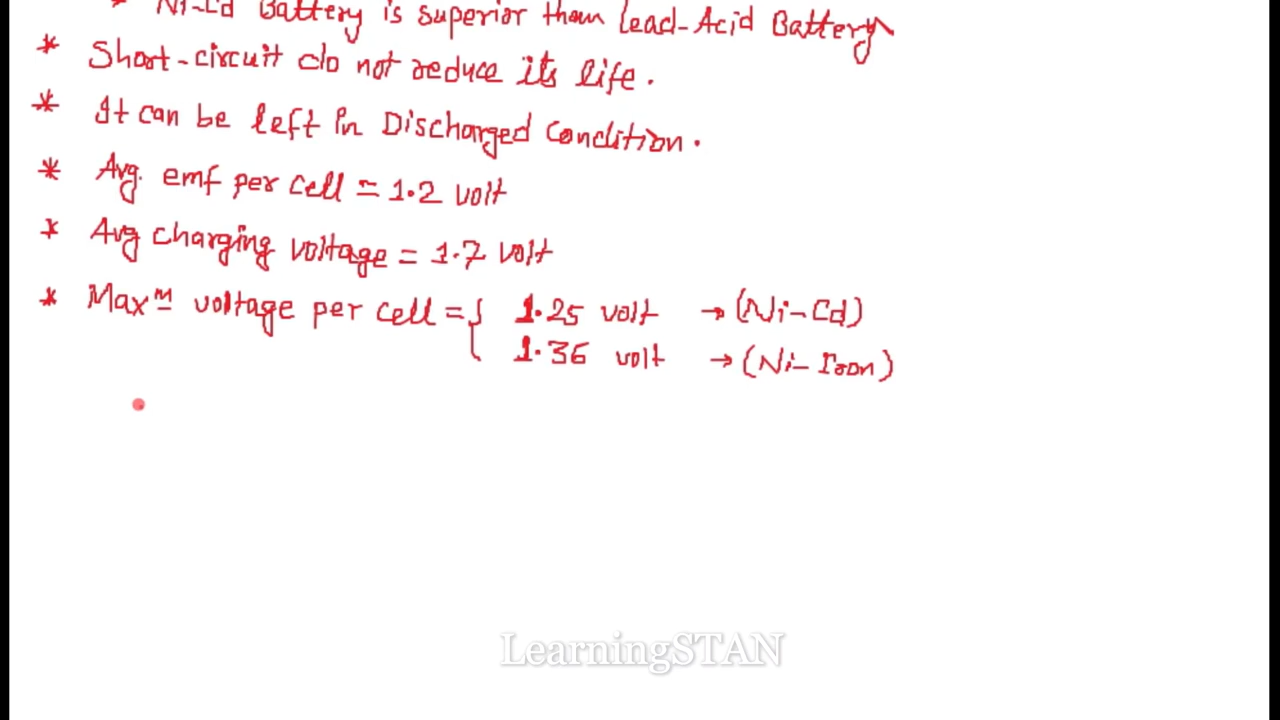 * Ni-Cd Battery is superior than Lead-Acid Battery
* Short-circuit do not reduce its life.
* It can be left in Discharged Condition.
* Avg. emf per cell = 1.2 volt
* Avg charging voltage = 1.7 volt
* Maxᵐ voltage per cell = { 1.25 volt → (Ni-Cd)
1.36 volt → (Ni-Iron)
LearningSTAN